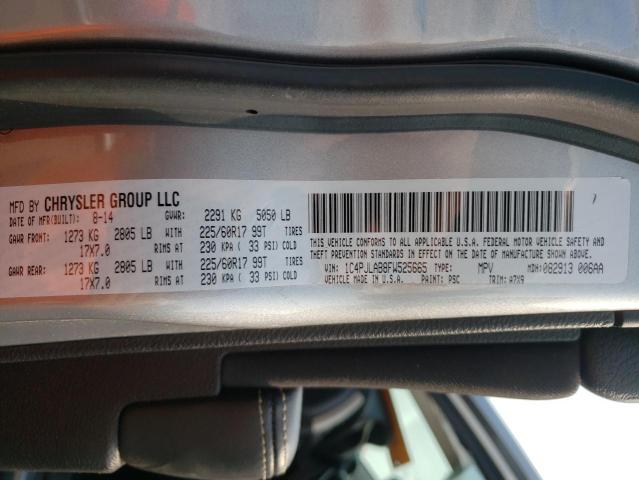 MFD BY CHRYSLER GROUP LLC
DATE OF MFR(BUILT): 8-14 GVWR: 2291 KG 5050 LB
GAWR FRONT: 1273 KG 2805 LB WITH 225/60R17 99T TIRES
17X7.0 RIMS AT 230 KPA ( 33 PSI) COLD
GAWR REAR: 1273 KG 2805 LB WITH 225/60R17 99T TIRES
17X7.0 RIMS AT 230 KPA ( 33 PSI) COLD
THIS VEHICLE CONFORMS TO ALL APPLICABLE U.S.A. FEDERAL MOTOR VEHICLE SAFETY AND
THEFT PREVENTION STANDARDS IN EFFECT ON THE DATE OF MANUFACTURE SHOWN ABOVE.
VIN: 1C4PJLAB8FW525665 TYPE: MPV MDH: 082913 006AA
VEHICLE MADE IN U.S.A. PAINT: PSC TRIM: A7X9